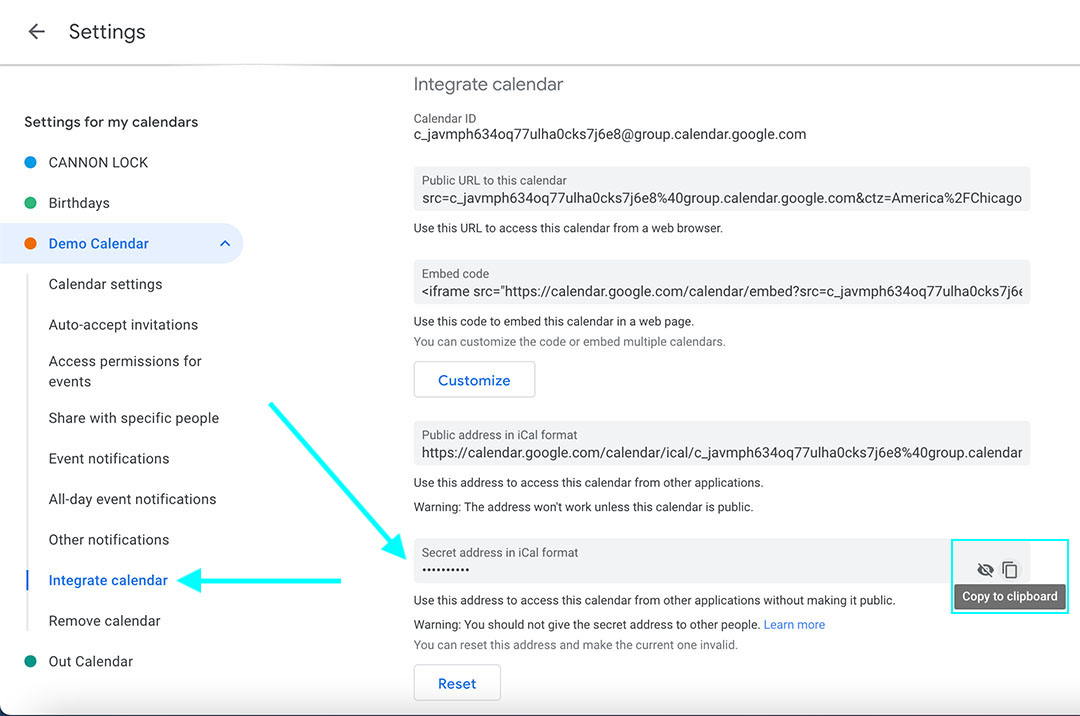 Settings
Settings for my calendars
CANNON LOCK
Birthdays
Demo Calendar
Calendar settings
Auto-accept invitations
Access permissions for
events
Share with specific people
Event notifications
All-day event notifications
Other notifications
Integrate calendar
Remove calendar
Out Calendar
Integrate calendar
Calendar ID
c_javmph634oq77ulha0cks7j6e8@group.calendar.google.com
Public URL to this calendar
src=c_javmph634oq77ulha0cks7j6e8%40group.calendar.google.com&ctz=America%2FChicago
Use this URL to access this calendar from a web browser.
Embed code
<iframe src="https://calendar.google.com/calendar/embed?src=c_javmph634oq77ulha0cks7j6e
Use this code to embed this calendar in a web page.
You can customize the code or embed multiple calendars.
Customize
Public address in iCal format
https://calendar.google.com/calendar/ical/c_javmph634oq77ulha0cks7j6e8%40group.calendar
Use this address to access this calendar from other applications.
Warning: The address won't work unless this calendar is public.
Secret address in iCal format
••••••••••
Copy to clipboard
Use this address to access this calendar from other applications without making it public.
Warning: You should not give the secret address to other people. Learn more
You can reset this address and make the current one invalid.
Reset